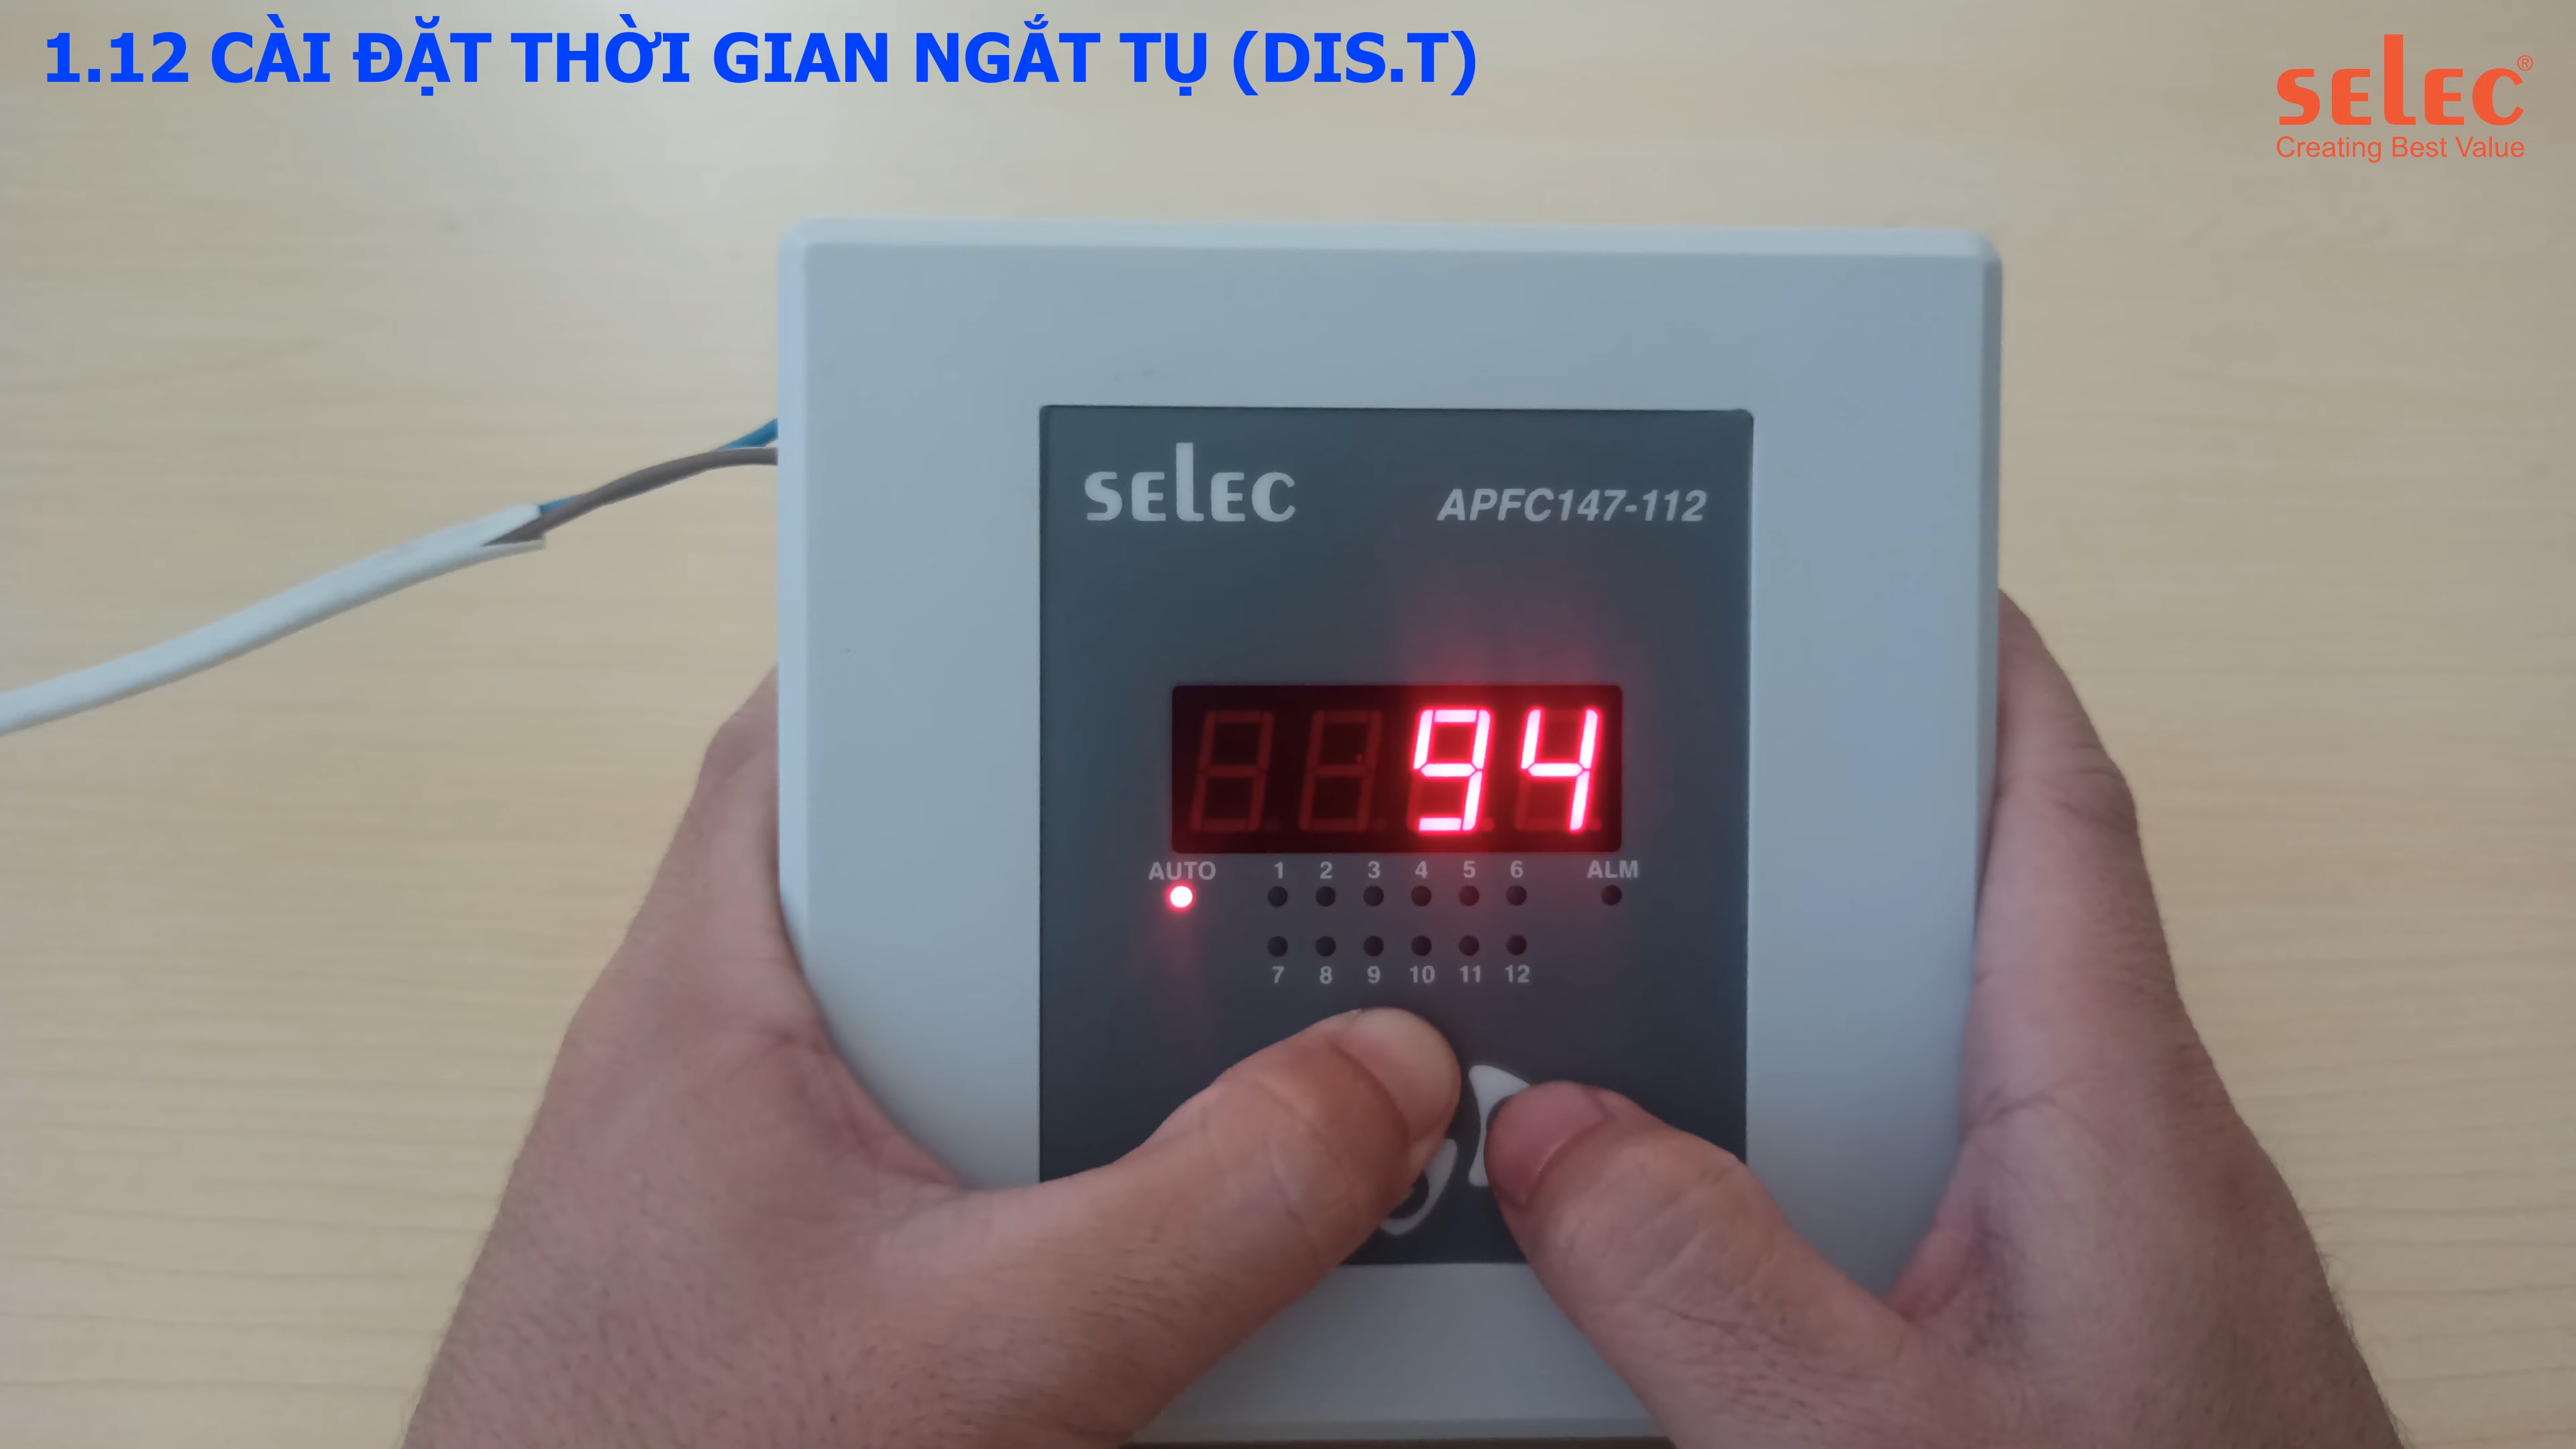 1.12 CÀI ĐẶT THỜI GIAN NGẮT TỤ (DIS.T)
selec®
Creating Best Value
selec
APFC147-112
94
AUTO 1 2 3 4 5 6 ALM
7 8 9 10 11 12